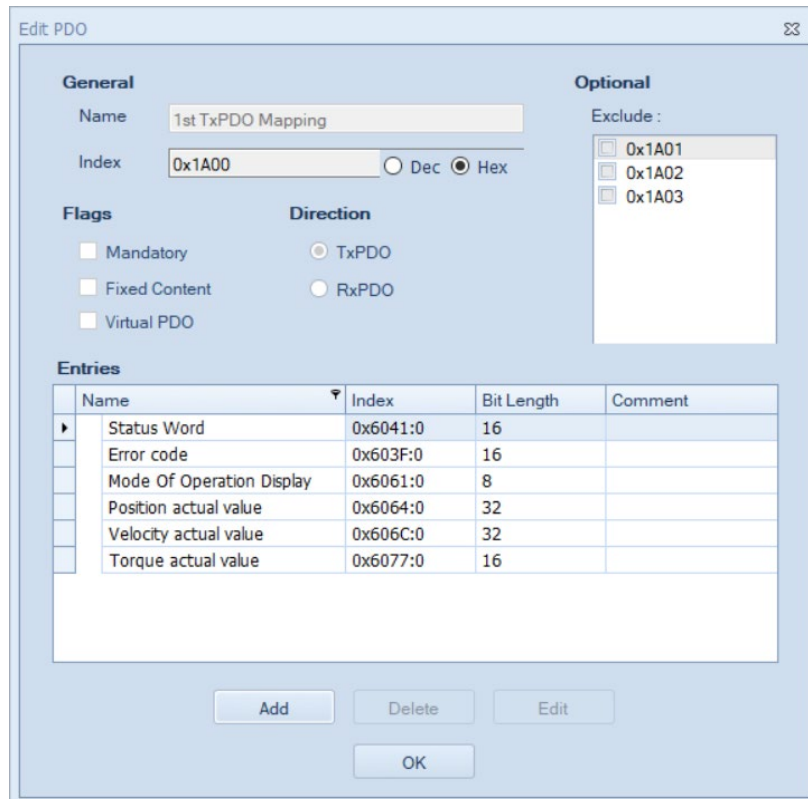 Edit PDO
General
Optional
Name 1st TxPDO Mapping
Exclude :
Index 0x1A00 Dec Hex
0x1A01
0x1A02
0x1A03
Flags
Direction
Mandatory TxPDO
Fixed Content RxPDO
Virtual PDO
Entries
Name Index Bit Length Comment
Status Word 0x6041:0 16
Error code 0x603F:0 16
Mode Of Operation Display 0x6061:0 8
Position actual value 0x6064:0 32
Velocity actual value 0x606C:0 32
Torque actual value 0x6077:0 16
Add Delete Edit
OK